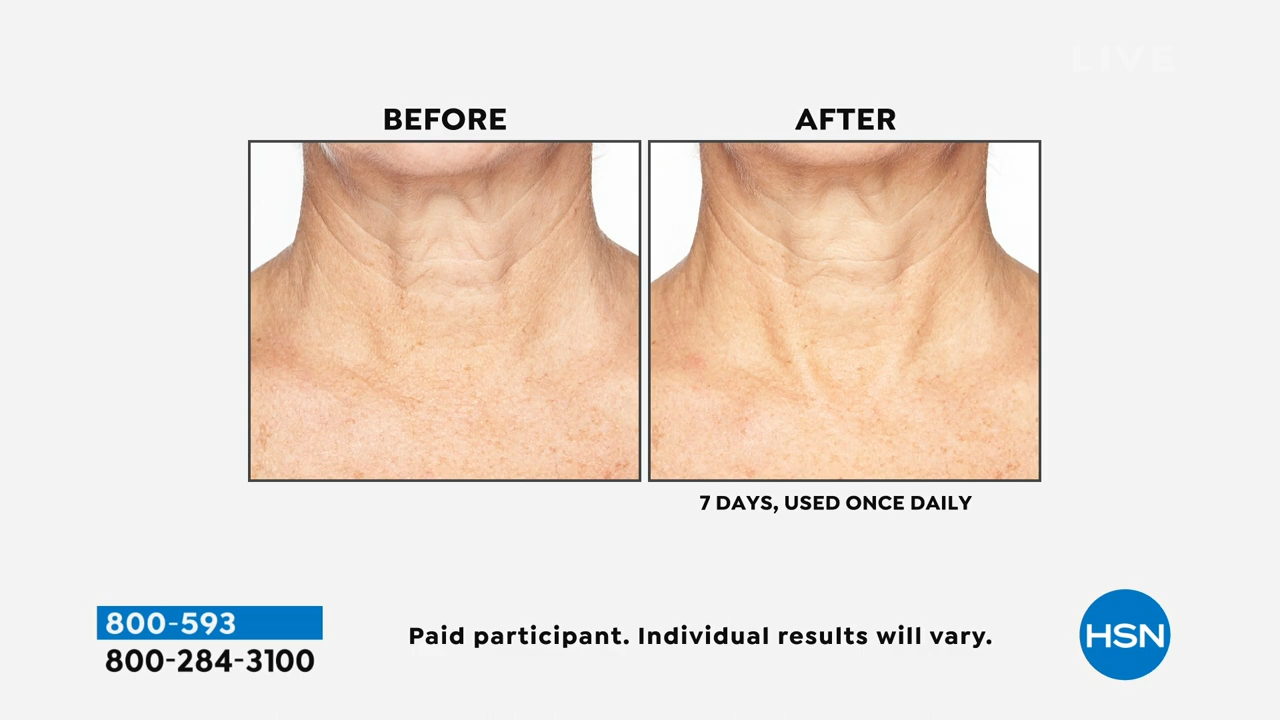 LIVE
BEFORE
AFTER
7 DAYS, USED ONCE DAILY
800-593
800-284-3100
Paid participant. Individual results will vary.
HSN